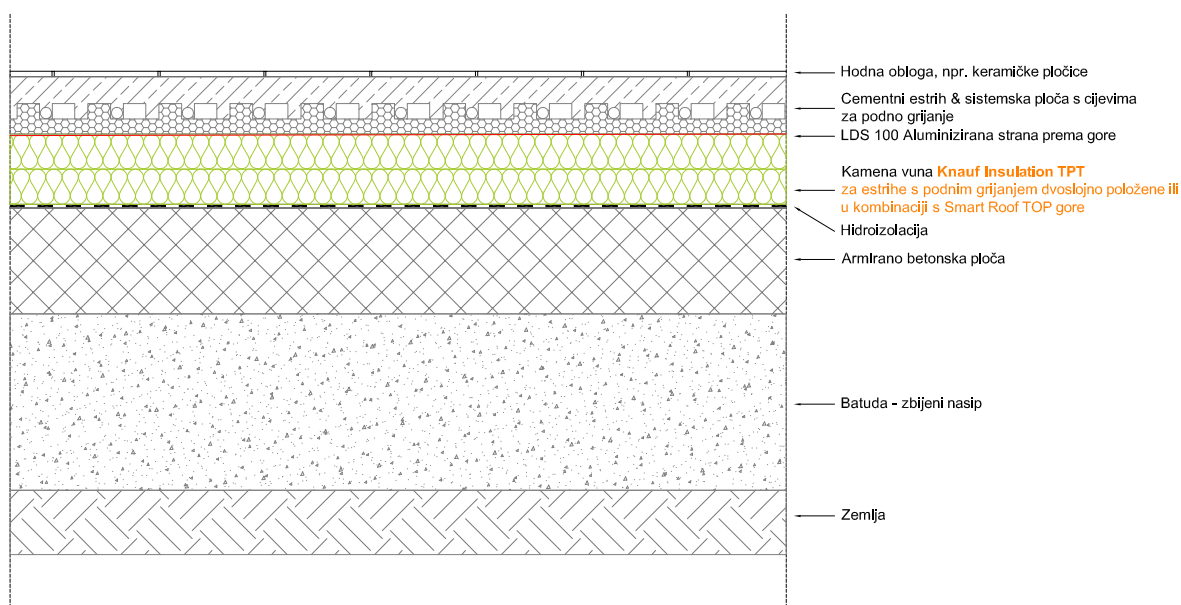 Hodna obloga, npr. keramičke pločice
Cementni estrih & sistemska ploča s cijevima
za podno grijanje
LDS 100 Aluminizirana strana prema gore
Kamena vuna Knauf Insulation TPT
za estrihe s podnim grijanjem dvoslojno položene ili
u kombinaciji s Smart Roof TOP gore
Hidroizolacija
Armirano betonska ploča
Batuda - zbijeni nasip
Zemlja